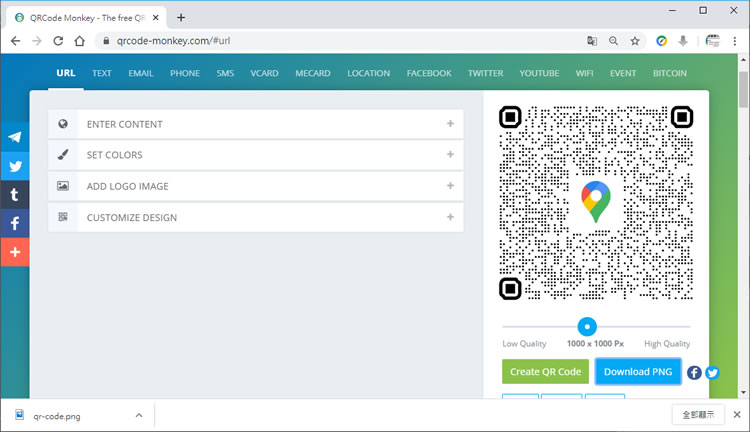 QRCode Monkey - The free QR
qrcode-monkey.com/#url
URL TEXT EMAIL PHONE SMS VCARD MECARD LOCATION FACEBOOK TWITTER YOUTUBE WIFI EVENT BITCOIN
ENTER CONTENT
SET COLORS
ADD LOGO IMAGE
CUSTOMIZE DESIGN
Low Quality 1000 x 1000 Px High Quality
Create QR Code Download PNG
qr-code.png 全部顯示